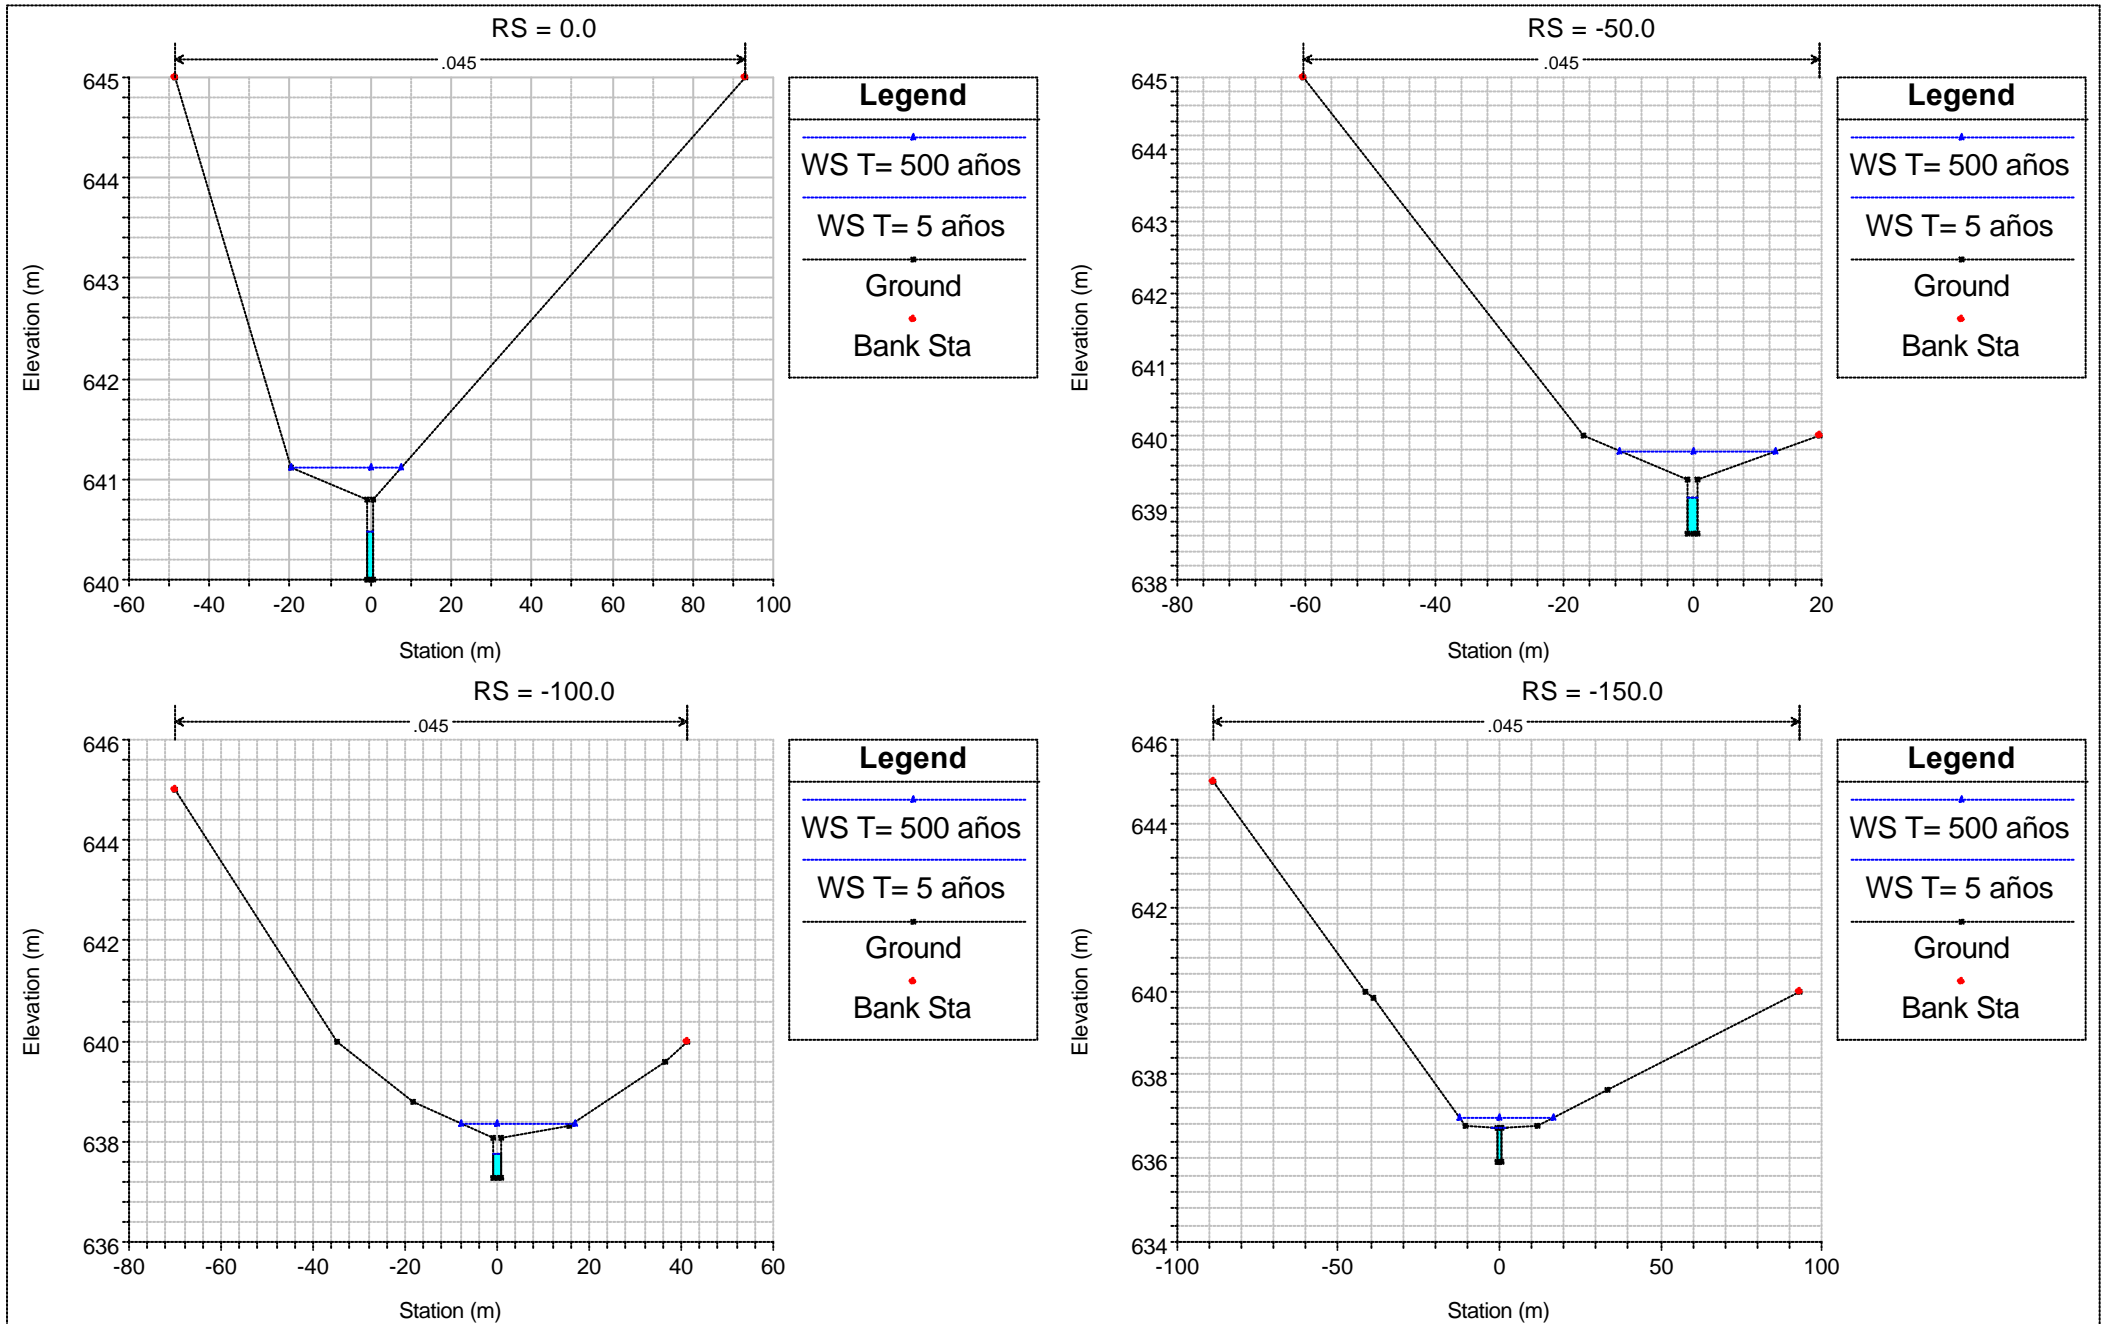 RS = 0.0
.045
645
644
643
642
641
640
-60
-40
-20
0
20
40
60
80
100
Elevation (m)
Station (m)
Legend
WS T= 500 años
WS T= 5 años
Ground
Bank Sta
RS = -50.0
.045
645
644
643
642
641
640
639
638
-80
-60
-40
-20
0
20
Elevation (m)
Station (m)
Legend
WS T= 500 años
WS T= 5 años
Ground
Bank Sta
RS = -100.0
.045
646
644
642
640
638
636
-80
-60
-40
-20
0
20
40
60
Elevation (m)
Station (m)
Legend
WS T= 500 años
WS T= 5 años
Ground
Bank Sta
RS = -150.0
.045
646
644
642
640
638
636
634
-100
-50
0
50
100
Elevation (m)
Station (m)
Legend
WS T= 500 años
WS T= 5 años
Ground
Bank Sta